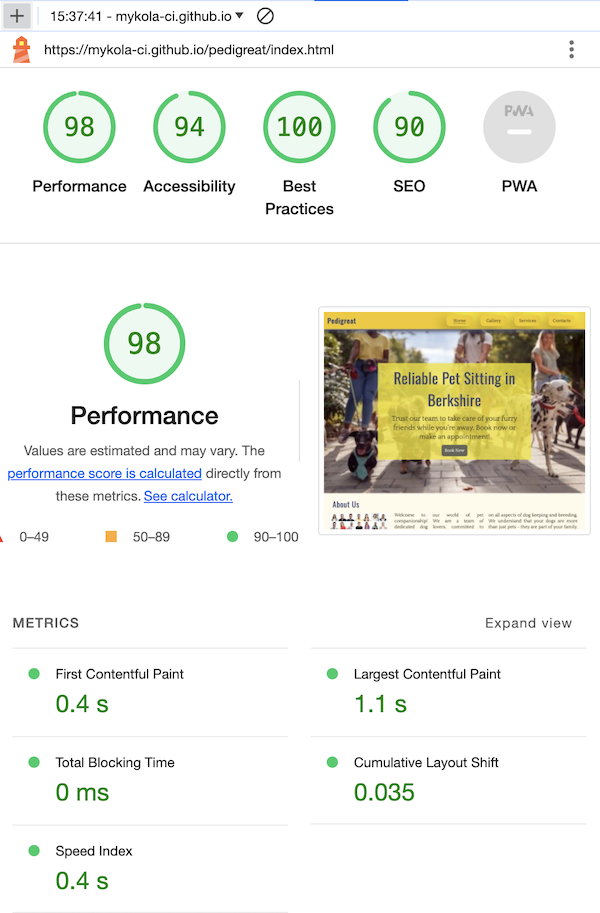 15:37:41 - mykola-ci.github.io
https://mykola-ci.github.io/pedigreat/index.html
98
94
100
90
PWA
Performance
Accessibility
Best
Practices
SEO
PWA
98
Performance
Values are estimated and may vary. The
performance score is calculated directly from
these metrics. See calculator.
0–49
50–89
90–100
Pedigreat
Home
Gallery
Services
Contacts
Reliable Pet Sitting in
Berkshire
Trust our team to take care of your furry
friends while you're away. Book now or
make an appointment!
Book Now
About Us
Welcome to our world of pet
companionship! We are a team of
dedicated dog lovers, committed to
on all aspects of dog keeping and breeding.
We understand that your dogs are more
than just pets - they are part of your family.
METRICS
Expand view
First Contentful Paint
0.4 s
Largest Contentful Paint
1.1 s
Total Blocking Time
0 ms
Cumulative Layout Shift
0.035
Speed Index
0.4 s